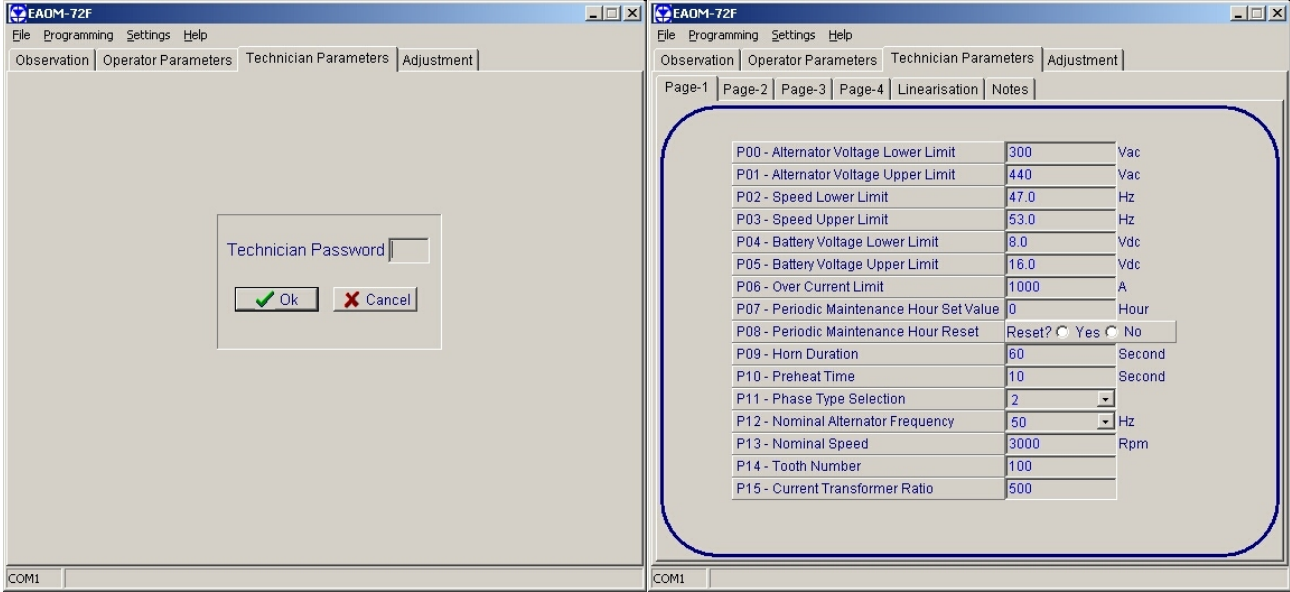 EAOM-72F
File Programming Settings Help
Observation Operator Parameters Technician Parameters Adjustment
Technician Password
Ok Cancel
COM1
EAOM-72F
File Programming Settings Help
Observation Operator Parameters Technician Parameters Adjustment
Page-1 Page-2 Page-3 Page-4 Linearisation Notes
P00 - Alternator Voltage Lower Limit 300 Vac
P01 - Alternator Voltage Upper Limit 440 Vac
P02 - Speed Lower Limit 47.0 Hz
P03 - Speed Upper Limit 53.0 Hz
P04 - Battery Voltage Lower Limit 8.0 Vdc
P05 - Battery Voltage Upper Limit 16.0 Vdc
P06 - Over Current Limit 1000 A
P07 - Periodic Maintenance Hour Set Value 0 Hour
P08 - Periodic Maintenance Hour Reset Reset? Yes No
P09 - Horn Duration 60 Second
P10 - Preheat Time 10 Second
P11 - Phase Type Selection 2
P12 - Nominal Alternator Frequency 50 Hz
P13 - Nominal Speed 3000 Rpm
P14 - Tooth Number 100
P15 - Current Transformer Ratio 500
COM1